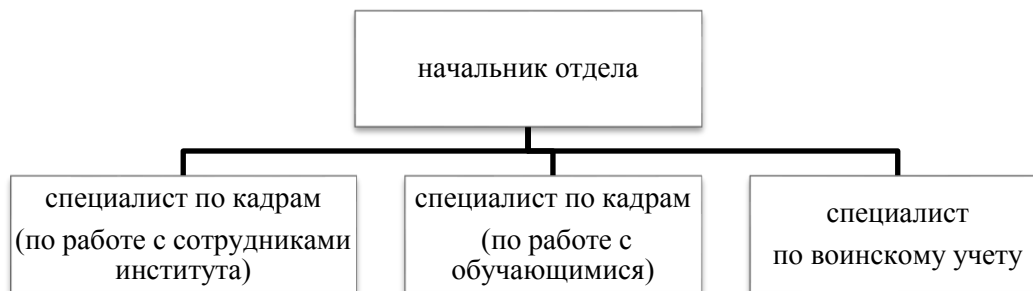 начальник отдела
специалист по кадрам
(по работе с сотрудниками
института)
специалист по кадрам
(по работе с
обучающимися)
специалист
по воинскому учету